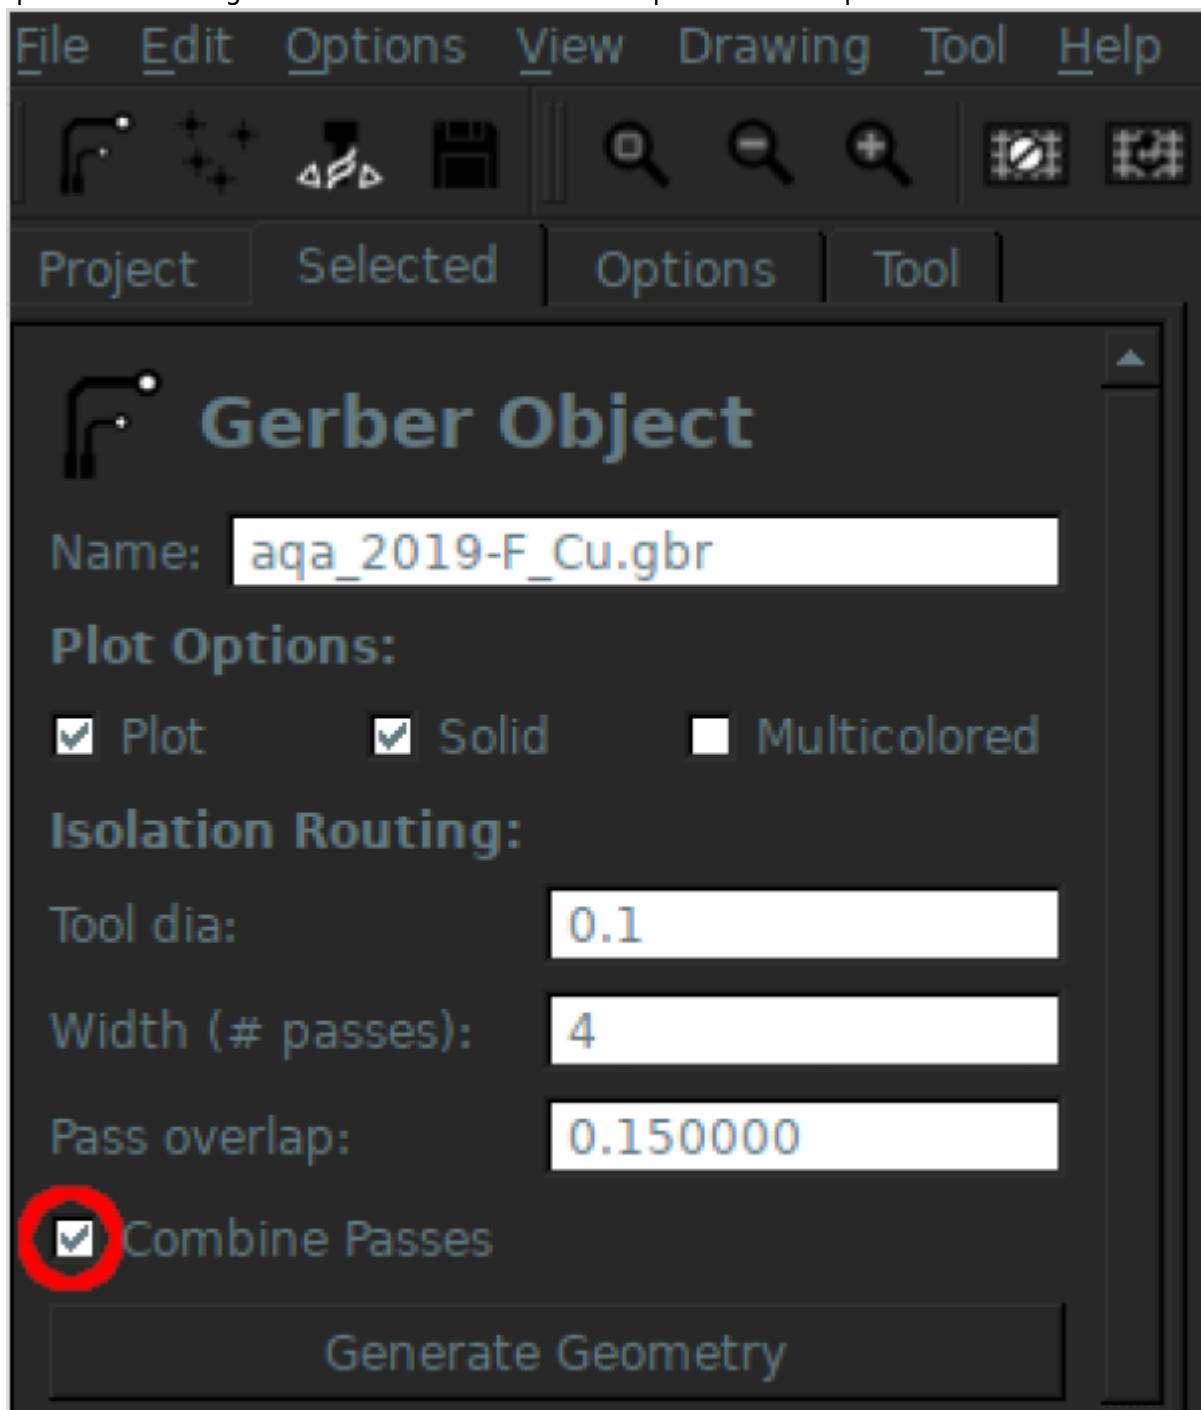 File Edit Options View Drawing Tool Help
Project Selected Options Tool
Gerber Object
Name: aqa_2019-F_Cu.gbr
Plot Options:
Plot Solid Multicolored
Isolation Routing:
Tool dia: 0.1
Width (# passes): 4
Pass overlap: 0.150000
Combine Passes
Generate Geometry